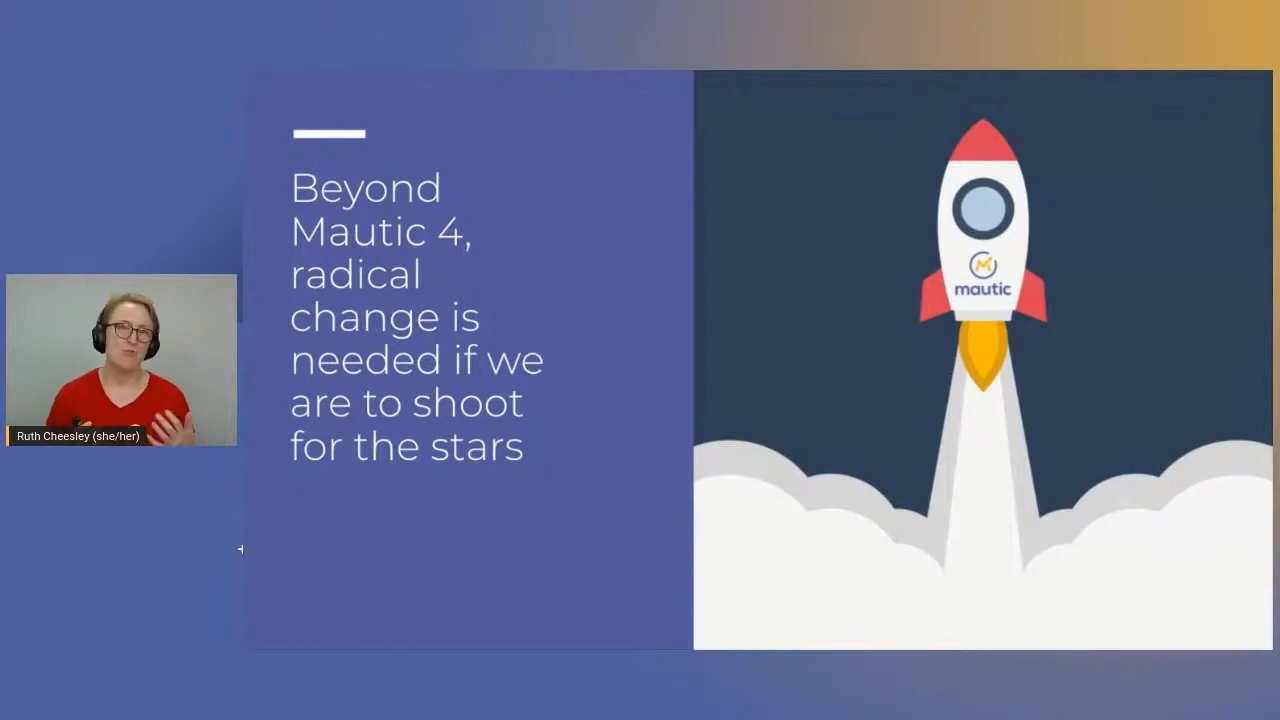 Beyond
Mautic 4,
radical
change is
needed if we
are to shoot
for the stars
mautic
Ruth Cheesley (she/her)